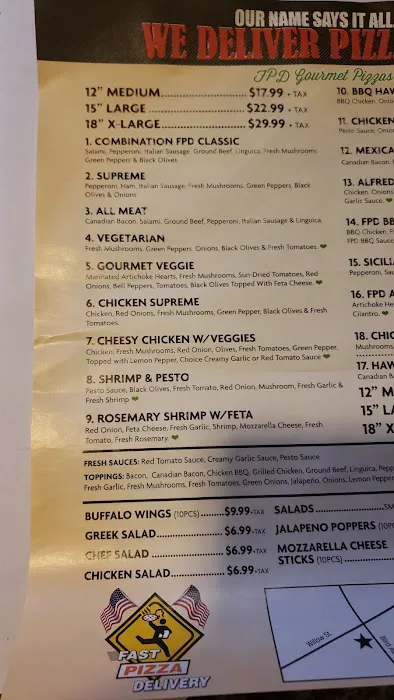 OUR NAME SAYS IT ALL
WE DELIVER PIZZ
FPD Gourmet Pizzas
12" MEDIUM............ $17.99 + TAX
15" LARGE............ $22.99 + TAX
18" X-LARGE............ $29.99 + TAX
1. COMBINATION FPD CLASSIC
Salami, Pepperoni, Italian Sausage, Ground Beef, Linguica, Fresh Mushrooms,
Green Peppers & Black Olives
2. SUPREME
Pepperoni, Ham, Italian Sausage, Fresh Mushrooms, Green Peppers, Black
Olives & Onions
3. ALL MEAT
Canadian Bacon, Salami, Ground Beef, Pepperoni, Italian Sausage & Linguica.
4. VEGETARIAN
Fresh, Mushrooms, Green Peppers, Onions, Black Olives & Fresh Tomatoes.
5. GOURMET VEGGIE
Marinated Artichoke Hearts, Fresh Mushrooms, Sun-Dried Tomatoes, Red
Onions, Bell Peppers, Tomatoes, Black Olives Topped With Feta Cheese.
6. CHICKEN SUPREME
Chicken, Red Onions, Fresh Mushrooms, Green Pepper, Black Olives & Fresh
Tomatoes.
7. CHEESY CHICKEN W/VEGGIES
Chicken, Fresh Mushrooms, Red Onion, Olives, Fresh Tomatoes, Green Pepper,
Topped with Lemon Pepper, Choice Creamy Garlic or Red Tomato Sauce
8. SHRIMP & PESTO
Pesto Sauce, Black Olives, Fresh Tomato, Red Onion, Mushroom, Fresh Garlic &
Fresh Shrimp
9. ROSEMARY SHRIMP W/FETA
Red Onion, Feta Cheese, Fresh Garlic, Shrimp, Mozzarella Cheese, Fresh
Tomato, Fresh Rosemary.
10. BBQ HAW
BBQ Chicken, Onio
11. CHICKEN
Pesto Sauce, Onio
12. MEXICA
Canadian Bacon,
13. ALFRED
Chicken, Onions
Garlic Sauce.
14. FPD BB
BBQ Chicken, F
FPD BBQ Sauce
15. SICILI
Pepperoni, Sa
16. FPD A
Artichoke He
Cilantro.
18. CHIC
Mushrooms
17. HAW
Canadian B
12" M
15" LA
18" X
FRESH SAUCES: Red Tomato Sauce, Creamy Garlic Sauce, Pesto Sauce
TOPPINGS: Bacon, Canadian Bacon, Chicken BBQ, Grilled Chicken, Ground Beef, Linguica, Pepp
Fresh Garlic, Fresh Mushrooms, Fresh Tomatoes, Green Onions, Jalapeño, Onions, Lemon Pepper
BUFFALO WINGS (10PCS)......$9.99+TAX
GREEK SALAD............$6.99+TAX
CHEF SALAD............$6.99+TAX
CHICKEN SALAD............$6.99+TAX
SALADS............SM
JALAPENO POPPERS (10PC
MOZZARELLA CHEESE
STICKS (10PCS)............
FAST
PIZZA
DELIVERY
Willow St.
Bird A